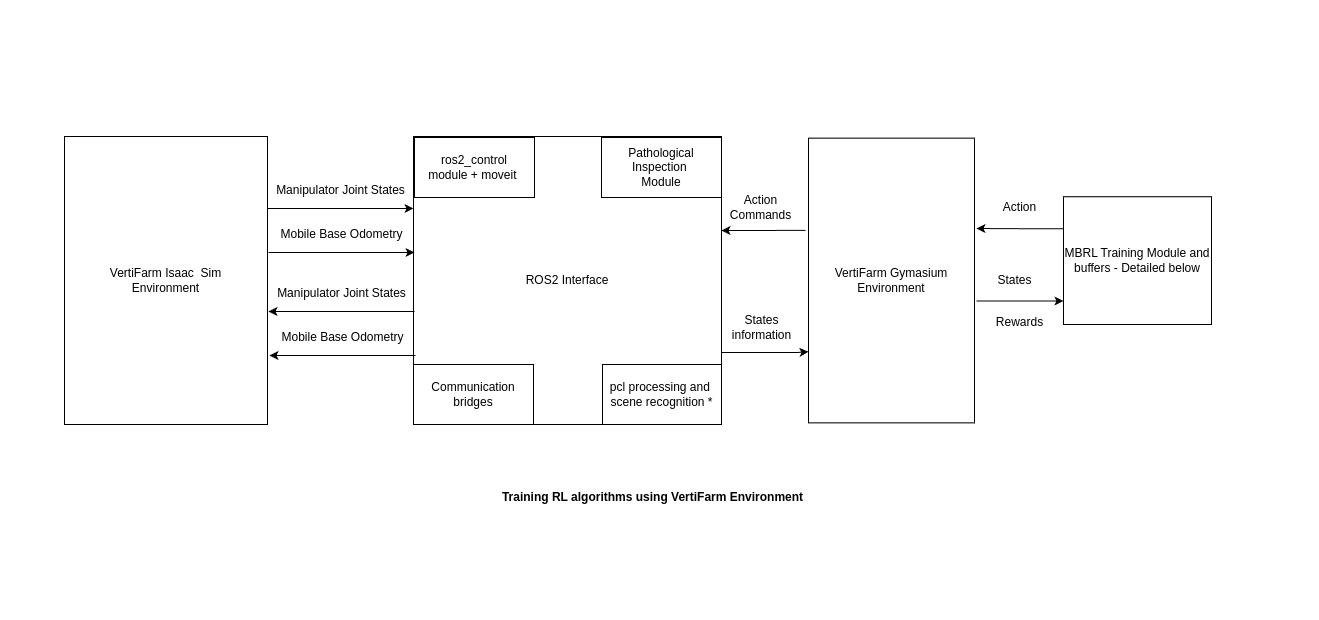 VertiFarm Isaac  Sim
Environment
Manipulator Joint States
Mobile Base Odometry
Manipulator Joint States
Mobile Base Odometry
ros2_control
module + moveit
Pathological
Inspection
Module
ROS2 Interface
Communication
bridges
pcl processing and
scene recognition *
Action
Commands
States
information
VertiFarm Gymasium
Environment
Action
States
Rewards
MBRL Training Module and
buffers - Detailed below
Training RL algorithms using VertiFarm Environment